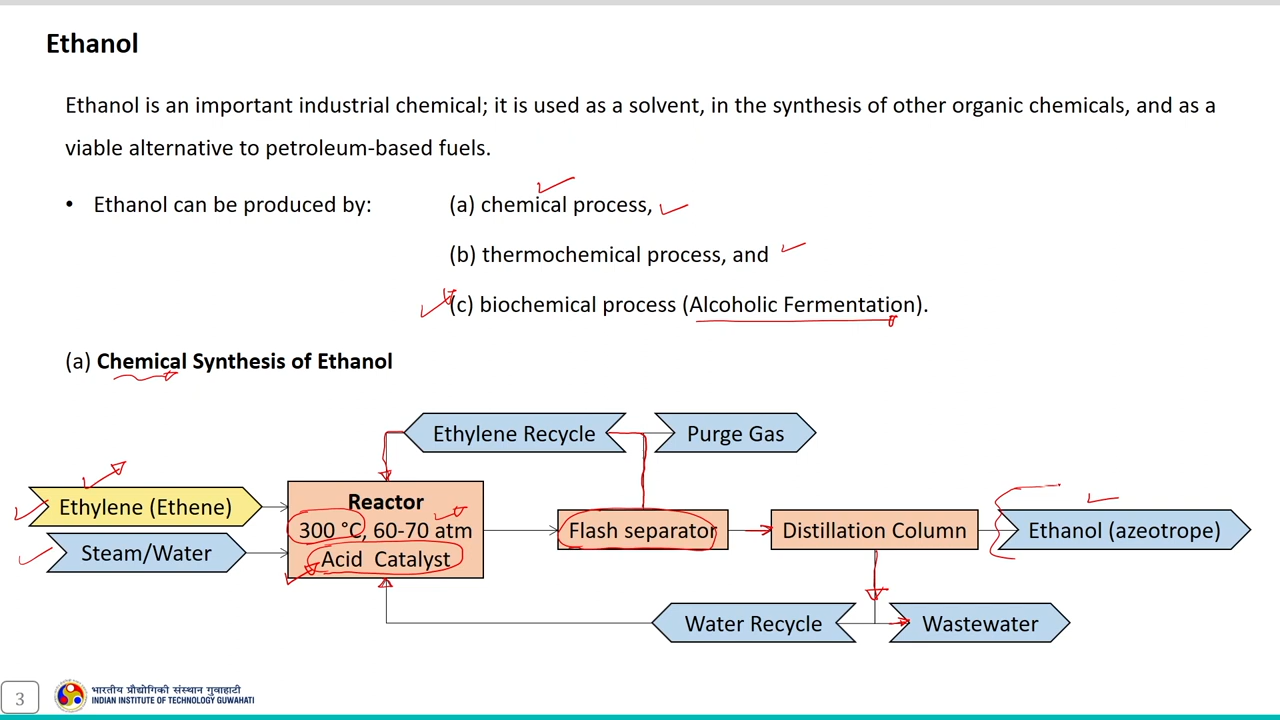 Ethanol
Ethanol is an important industrial chemical; it is used as a solvent, in the synthesis of other organic chemicals, and as a
viable alternative to petroleum-based fuels.
• Ethanol can be produced by: (a) chemical process,
(b) thermochemical process, and
(c) biochemical process (Alcoholic Fermentation).
(a) Chemical Synthesis of Ethanol
Ethylene Recycle
Purge Gas
Ethylene (Ethene)
Steam/Water
Reactor
300 °C, 60-70 atm
Acid Catalyst
Flash separator
Distillation Column
Ethanol (azeotrope)
Water Recycle
Wastewater
3
भारतीय प्रौद्योगिकी संस्थान गुवाहाटी
INDIAN INSTITUTE OF TECHNOLOGY GUWAHATI